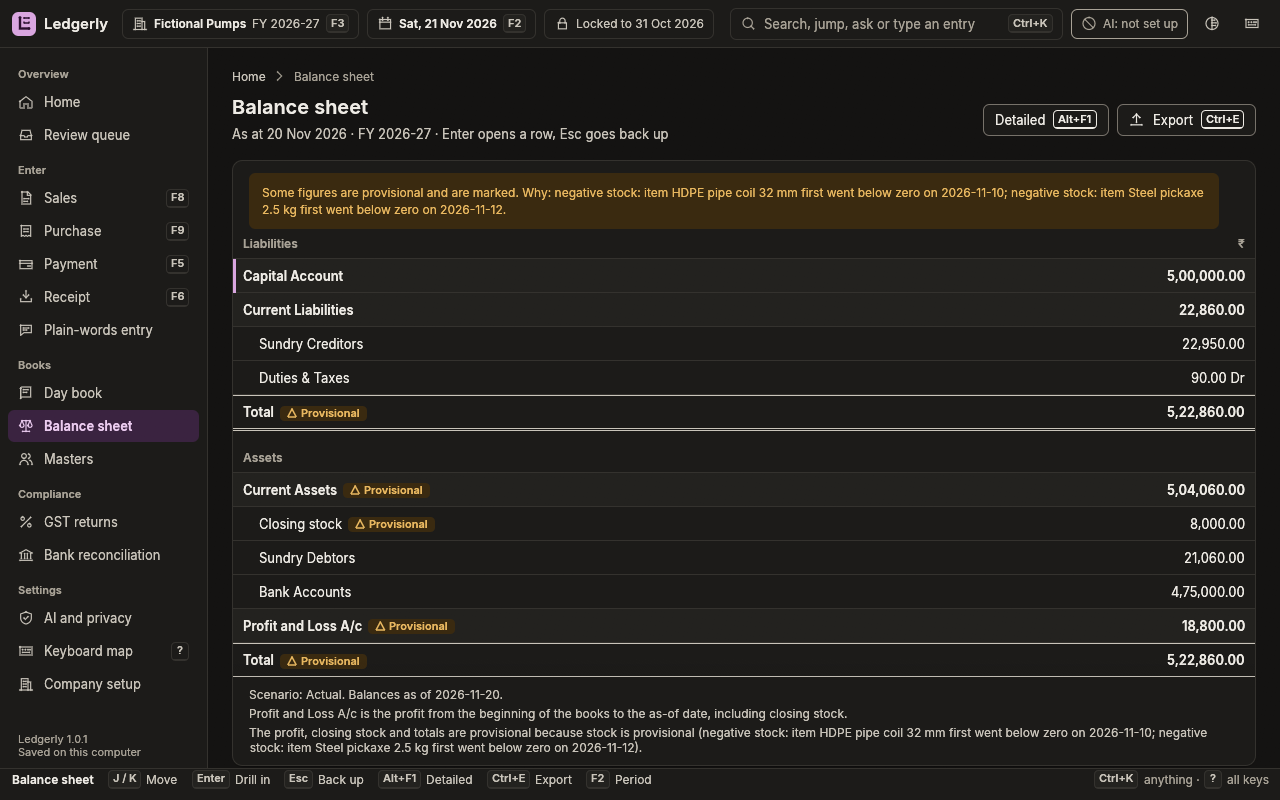 Ledgerly
Fictional Pumps FY 2026-27 F3
Sat, 21 Nov 2026 F2
Locked to 31 Oct 2026
Search, jump, ask or type an entry Ctrl+K
AI: not set up
Overview
Home
Review queue
Enter
Sales F8
Purchase F9
Payment F5
Receipt F6
Plain-words entry
Books
Day book
Balance sheet
Masters
Compliance
GST returns
Bank reconciliation
Settings
AI and privacy
Keyboard map ?
Company setup
Ledgerly 1.0.1
Saved on this computer
Home Balance sheet
Balance sheet
As at 20 Nov 2026 · FY 2026-27 · Enter opens a row, Esc goes back up
Detailed Alt+F1
Export Ctrl+E
Some figures are provisional and are marked. Why: negative stock: item HDPE pipe coil 32 mm first went below zero on 2026-11-10; negative stock: item Steel pickaxe
2.5 kg first went below zero on 2026-11-12.
Liabilities ₹
Capital Account 5,00,000.00
Current Liabilities 22,860.00
Sundry Creditors 22,950.00
Duties & Taxes 90.00 Dr
Total Provisional 5,22,860.00
Assets
Current Assets Provisional 5,04,060.00
Closing stock Provisional 8,000.00
Sundry Debtors 21,060.00
Bank Accounts 4,75,000.00
Profit and Loss A/c Provisional 18,800.00
Total Provisional 5,22,860.00
Scenario: Actual. Balances as of 2026-11-20.
Profit and Loss A/c is the profit from the beginning of the books to the as-of date, including closing stock.
The profit, closing stock and totals are provisional because stock is provisional (negative stock: item HDPE pipe coil 32 mm first went below zero on 2026-11-10; negative
stock: item Steel pickaxe 2.5 kg first went below zero on 2026-11-12).
Balance sheet J / K Move Enter Drill in Esc Back up Alt+F1 Detailed Ctrl+E Export F2 Period Ctrl+K anything · ? all keys